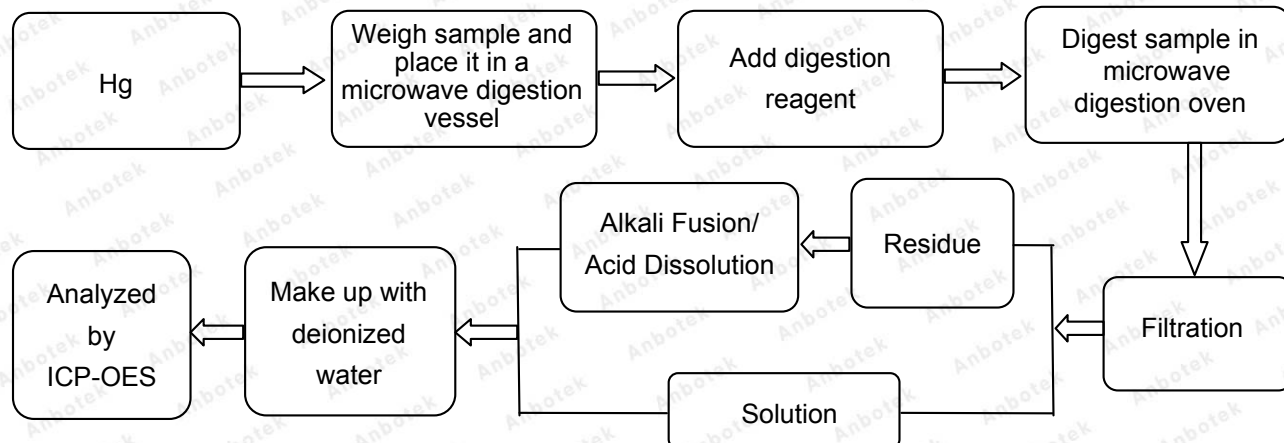 Hg
Weigh sample and
place it in a
microwave digestion
vessel
Add digestion
reagent
Digest sample in
microwave
digestion oven
Filtration
Residue
Alkali Fusion/
Acid Dissolution
Solution
Make up with
deionized
water
Analyzed
by
ICP-OES
Anbotek